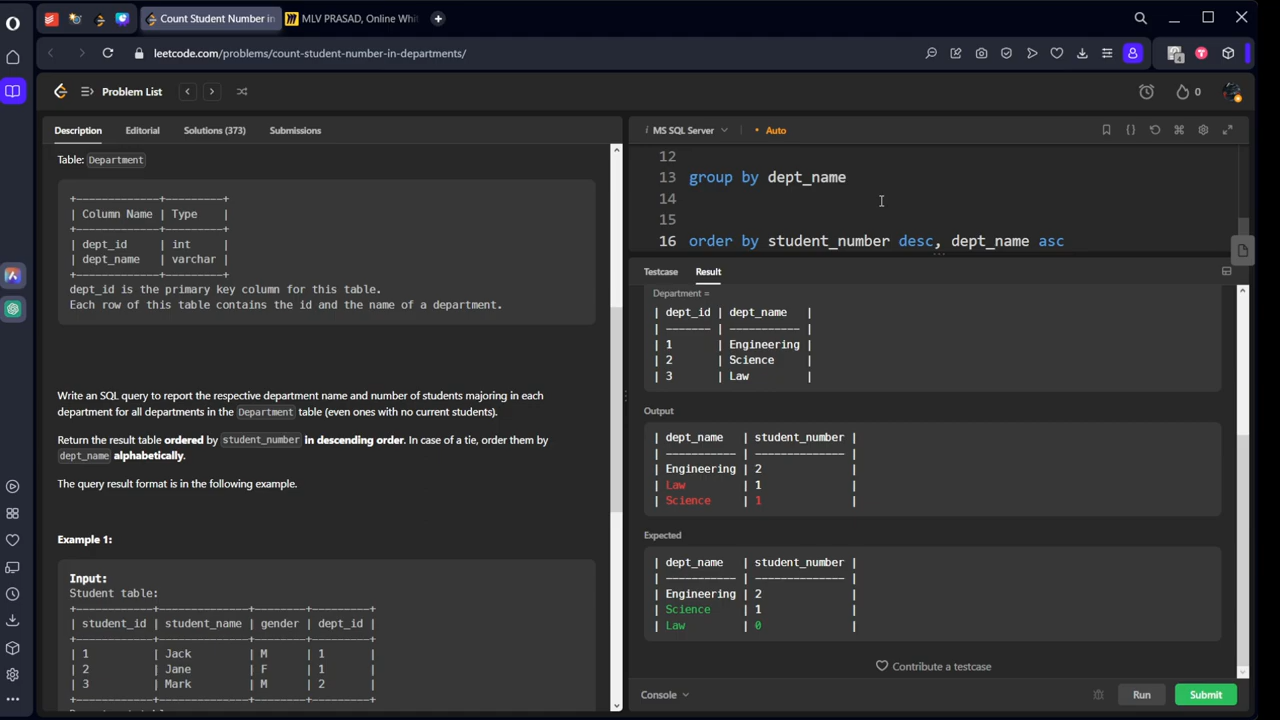 Count Student Number in
MLV PRASAD, Online Whi
leetcode.com/problems/count-student-number-in-departments/
4
Problem List
0
Description Editorial Solutions (373) Submissions
Table: Department
+-------------+---------+
| Column Name | Type |
+-------------+---------+
| dept_id | int |
| dept_name | varchar |
+-------------+---------+
dept_id is the primary key column for this table.
Each row of this table contains the id and the name of a department.
Write an SQL query to report the respective department name and number of students majoring in each
department for all departments in the Department table (even ones with no current students).
Return the result table ordered by student_number in descending order. In case of a tie, order them by
dept_name alphabetically.
The query result format is in the following example.
Example 1:
Input:
Student table:
+------------+--------------+--------+---------+
| student_id | student_name | gender | dept_id |
+------------+--------------+--------+---------+
| 1 | Jack | M | 1 |
| 2 | Jane | F | 1 |
| 3 | Mark | M | 2 |
+------------+--------------+--------+---------+
i MS SQL Server • Auto
12
13 group by dept_name
14
15
16 order by student_number desc, dept_name asc
Testcase Result
Department =
| dept_id | dept_name |
| ------- | ----------- |
| 1 | Engineering |
| 2 | Science |
| 3 | Law |
Output
| dept_name | student_number |
| ----------- | -------------- |
| Engineering | 2 |
| Law | 1 |
| Science | 1 |
Expected
| dept_name | student_number |
| ----------- | -------------- |
| Engineering | 2 |
| Science | 1 |
| Law | 0 |
Contribute a testcase
Console Run Submit